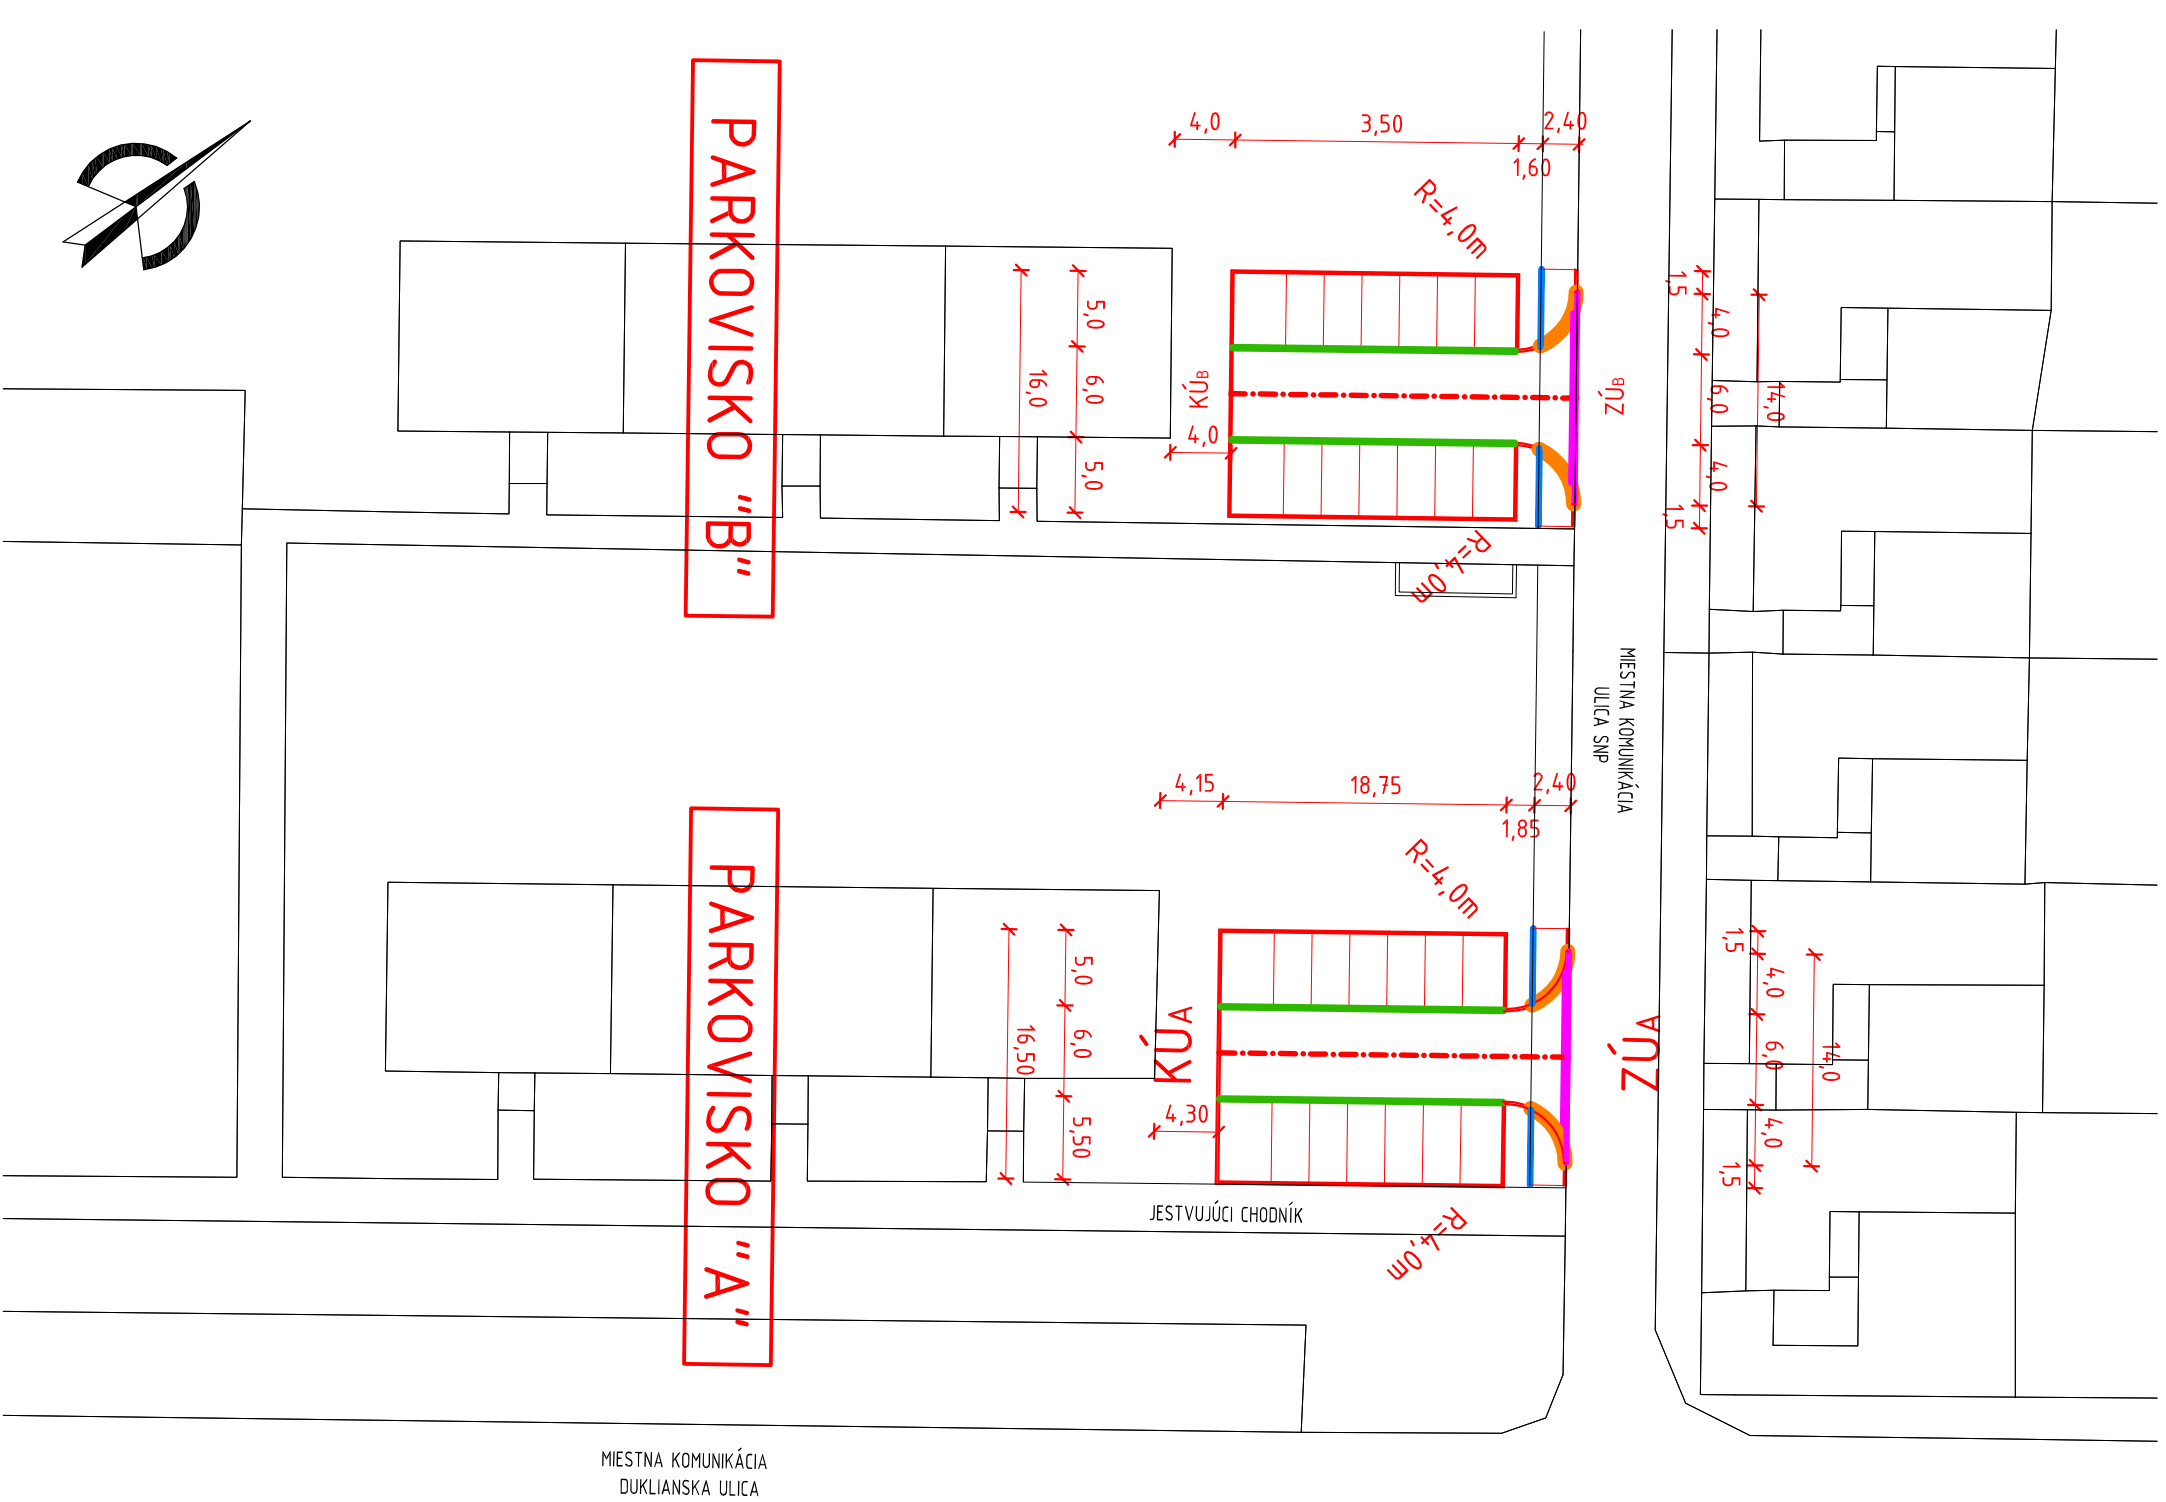 PARKOVISKO "B"
4,0
3,50
2,40
1,60
R=4,0m
5,0
6,0
5,0
16,0
KÚB
4,0
ZÚB
1,5
4,0
6,0
4,0
1,5
14,0
R=4,0m
MIESTNA KOMUNIKÁCIA
ULICA SNP
PARKOVISKO "A"
4,15
18,75
2,40
1,85
R=4,0m
5,0
6,0
5,50
16,50
KÚA
4,30
ZÚA
1,5
4,0
6,0
4,0
1,5
14,0
JESTVUJÚCI CHODNÍK
R=4,0m
MIESTNA KOMUNIKÁCIA
DUKLIANSKA ULICA